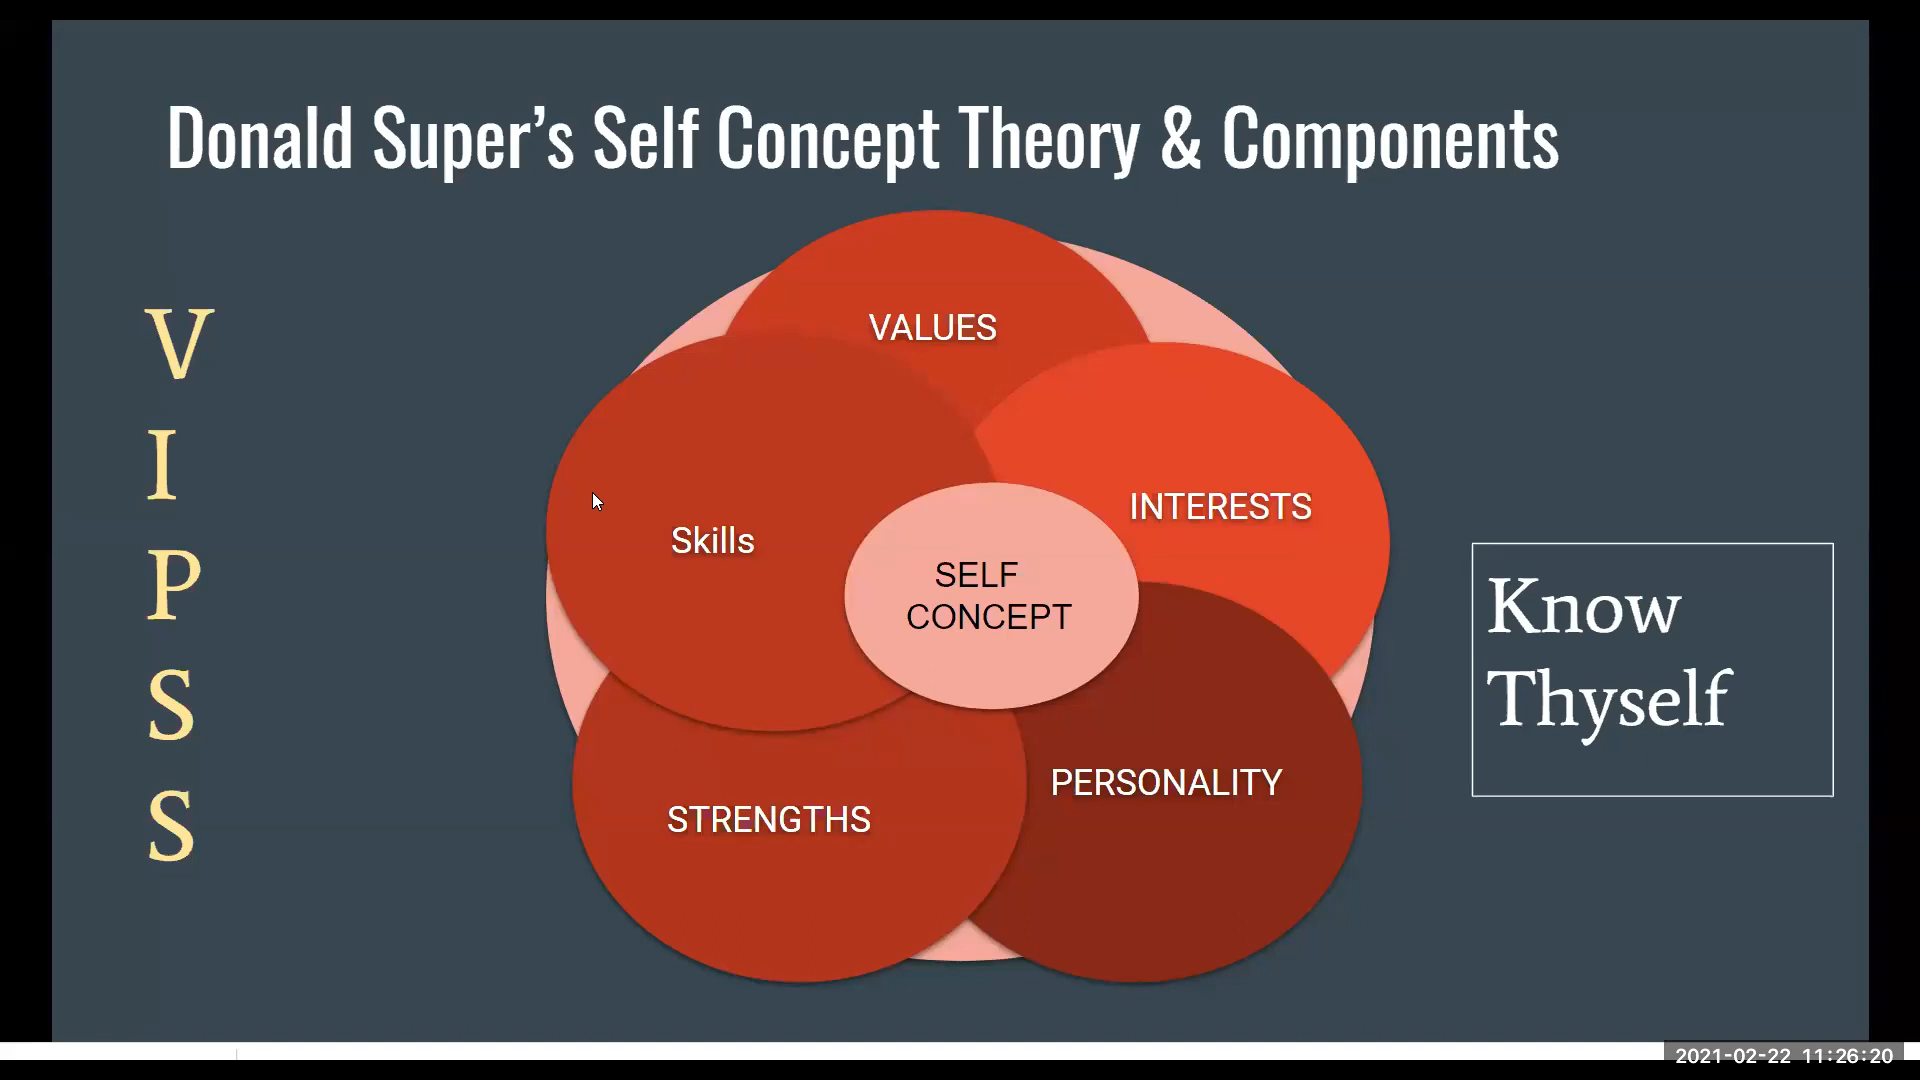 Donald Super's Self Concept Theory & Components
V
I
P
S
S
VALUES
INTERESTS
Skills
SELF
CONCEPT
PERSONALITY
STRENGTHS
Know
Thyself
2021-02-22 11:26:20